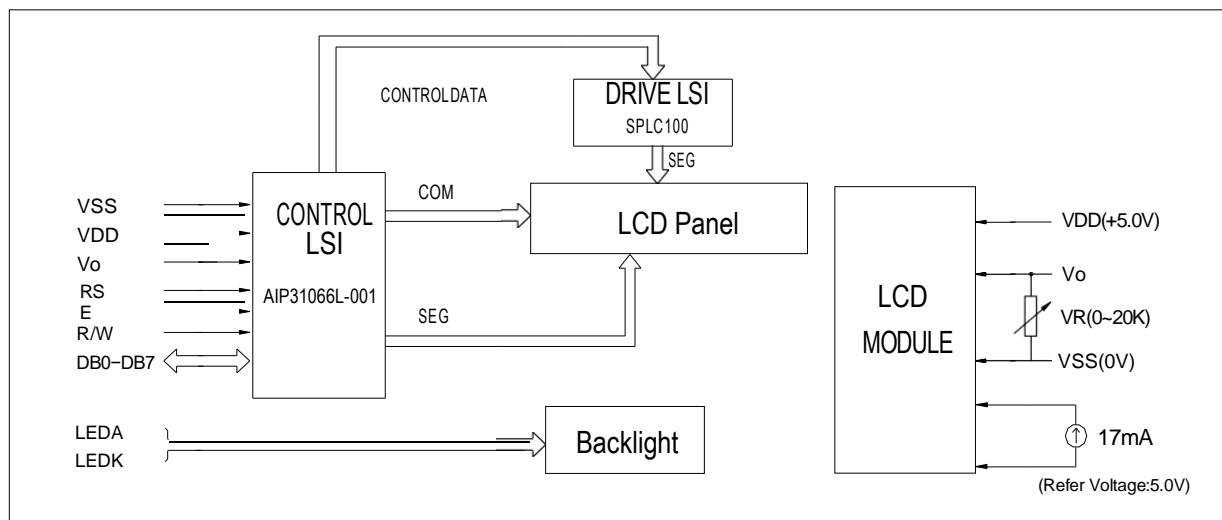 DRIVE LSI
SPLC100
CONTROLDATA
SEG
COM
LCD Panel
VSS
VDD
Vo
RS
E
R/W
DB0-DB7
CONTROL
LSI
AIP31066L-001
SEG
LEDA
LEDK
Backlight
LCD
MODULE
VDD(+5.0V)
Vo
VR(0~20K)
VSS(0V)
17mA
(Refer Voltage:5.0V)